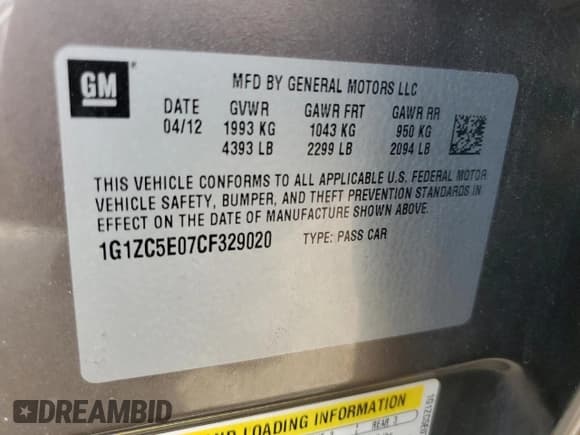 GM
MFD BY GENERAL MOTORS LLC
DATE GVWR GAWR FRT GAWR RR
04/12 1993 KG 1043 KG 950 KG
4393 LB 2299 LB 2094 LB
THIS VEHICLE CONFORMS TO ALL APPLICABLE U.S. FEDERAL MOTOR
VEHICLE SAFETY, BUMPER, AND THEFT PREVENTION STANDARDS IN
EFFECT ON THE DATE OF MANUFACTURE SHOWN ABOVE.
1G1ZC5E07CF329020 TYPE: PASS CAR
LOADING INFORMATION
REAR
DREAMBID